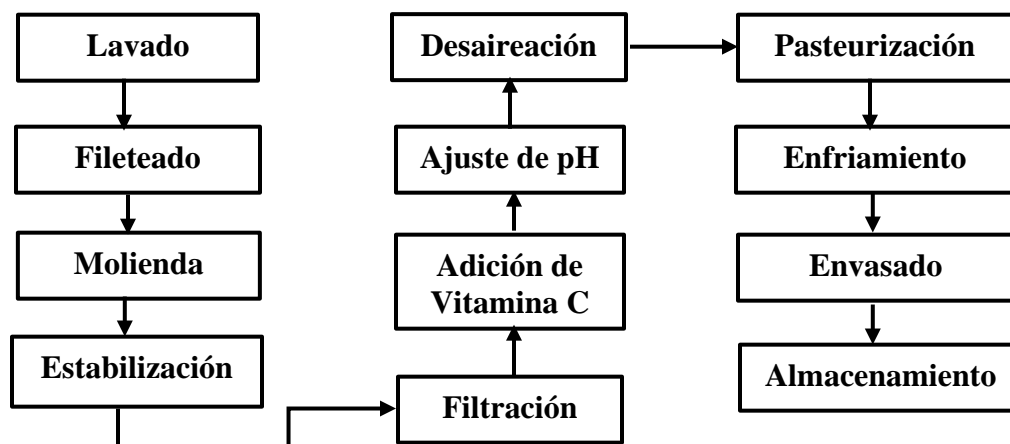 Lavado
Fileteado
Molienda
Estabilización
Filtración
Adición de
Vitamina C
Ajuste de pH
Desaireación
Pasteurización
Enfriamiento
Envasado
Almacenamiento